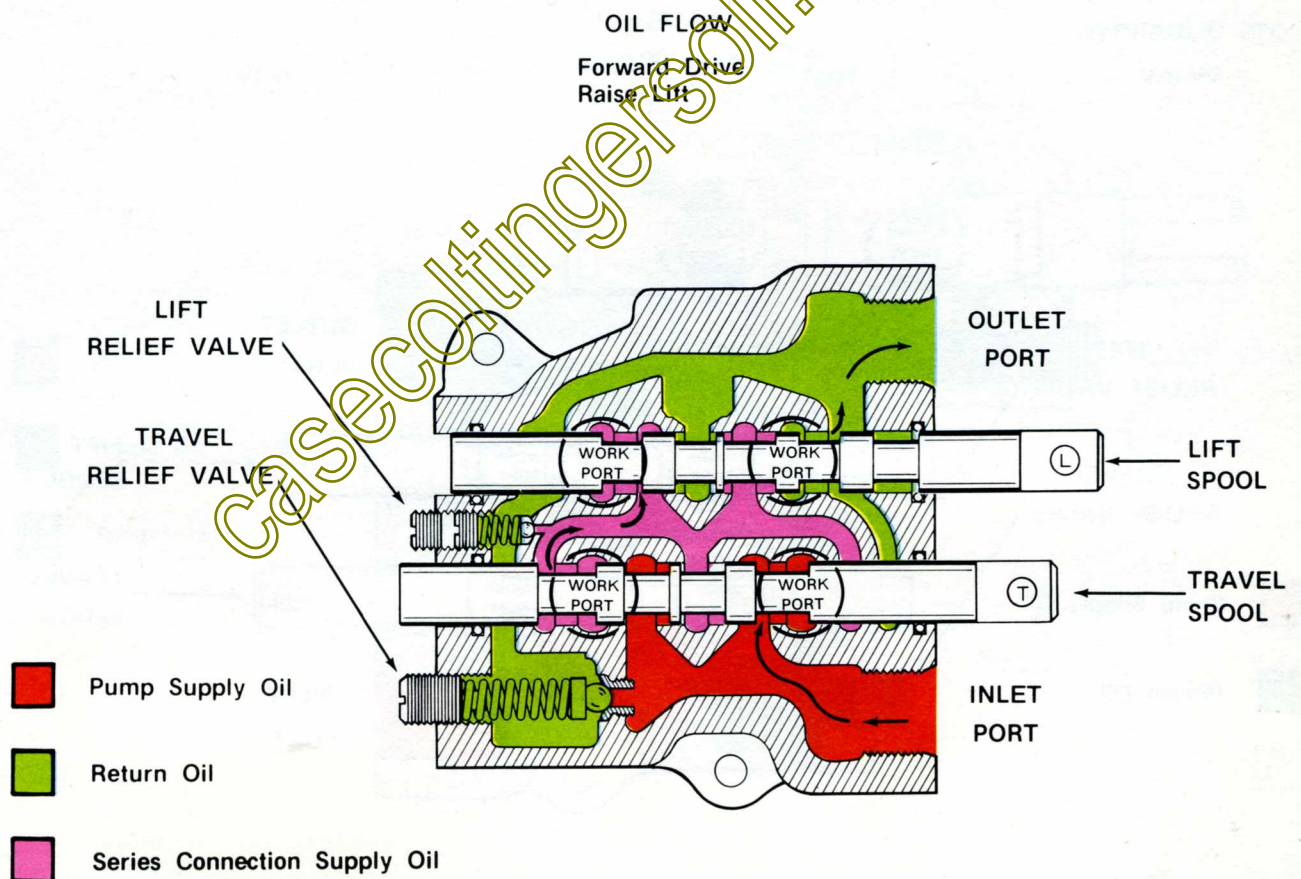 OIL FLOW
Forward Drive
Raise Lift
LIFT
RELIEF VALVE
TRAVEL
RELIEF VALVE
OUTLET
PORT
WORK
PORT
WORK
PORT
L
LIFT
SPOOL
WORK
PORT
WORK
PORT
WORK
PORT
T
TRAVEL
SPOOL
INLET
PORT
Pump Supply Oil
Return Oil
Series Connection Supply Oil
casecoltingersoll.